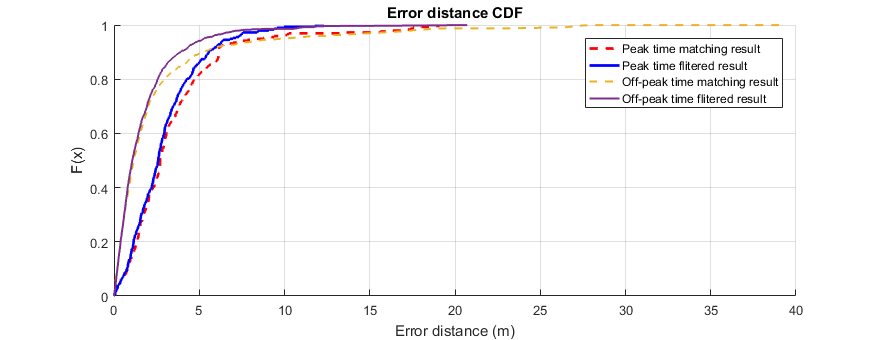 Error distance CDF
Peak time matching result
Peak time flitered result
Off-peak time matching result
Off-peak time flitered result
F(x)
1
0.8
0.6
0.4
0.2
0
0 5 10 15 20 25 30 35 40
Error distance (m)